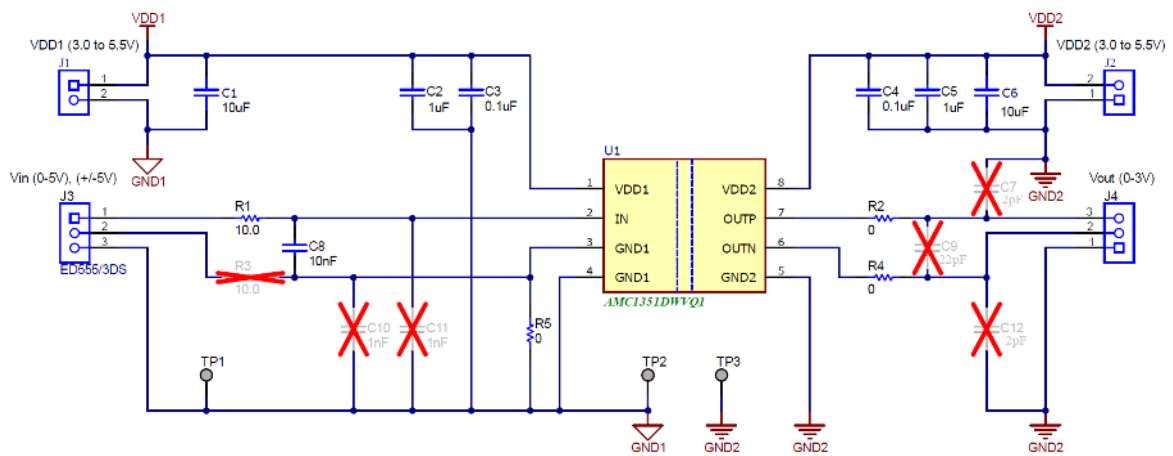 VDD1
VDD2
VDD1 (3.0 to 5.5V)
VDD2 (3.0 to 5.5V)
J1
J2
1
2
2
1
C1
10uF
C2
1uF
C3
0.1uF
C4
0.1uF
C5
1uF
C6
10uF
GND1
GND2
U1
1
VDD1
VDD2
8
2
IN
OUTP
7
3
GND1
OUTN
6
4
GND1
GND2
5
AMC1351DWVQ1
Vin (0-5V), (+/-5V)
J3
1
2
3
ED555/3DS
R1
10.0
C8
10nF
R3
10.0
C10
1nF
C11
1nF
R5
0
R2
0
R4
0
C7
2pF
C9
22pF
C12
2pF
Vout (0-3V)
J4
3
2
1
TP1
TP2
TP3
GND1
GND2
GND2
GND2